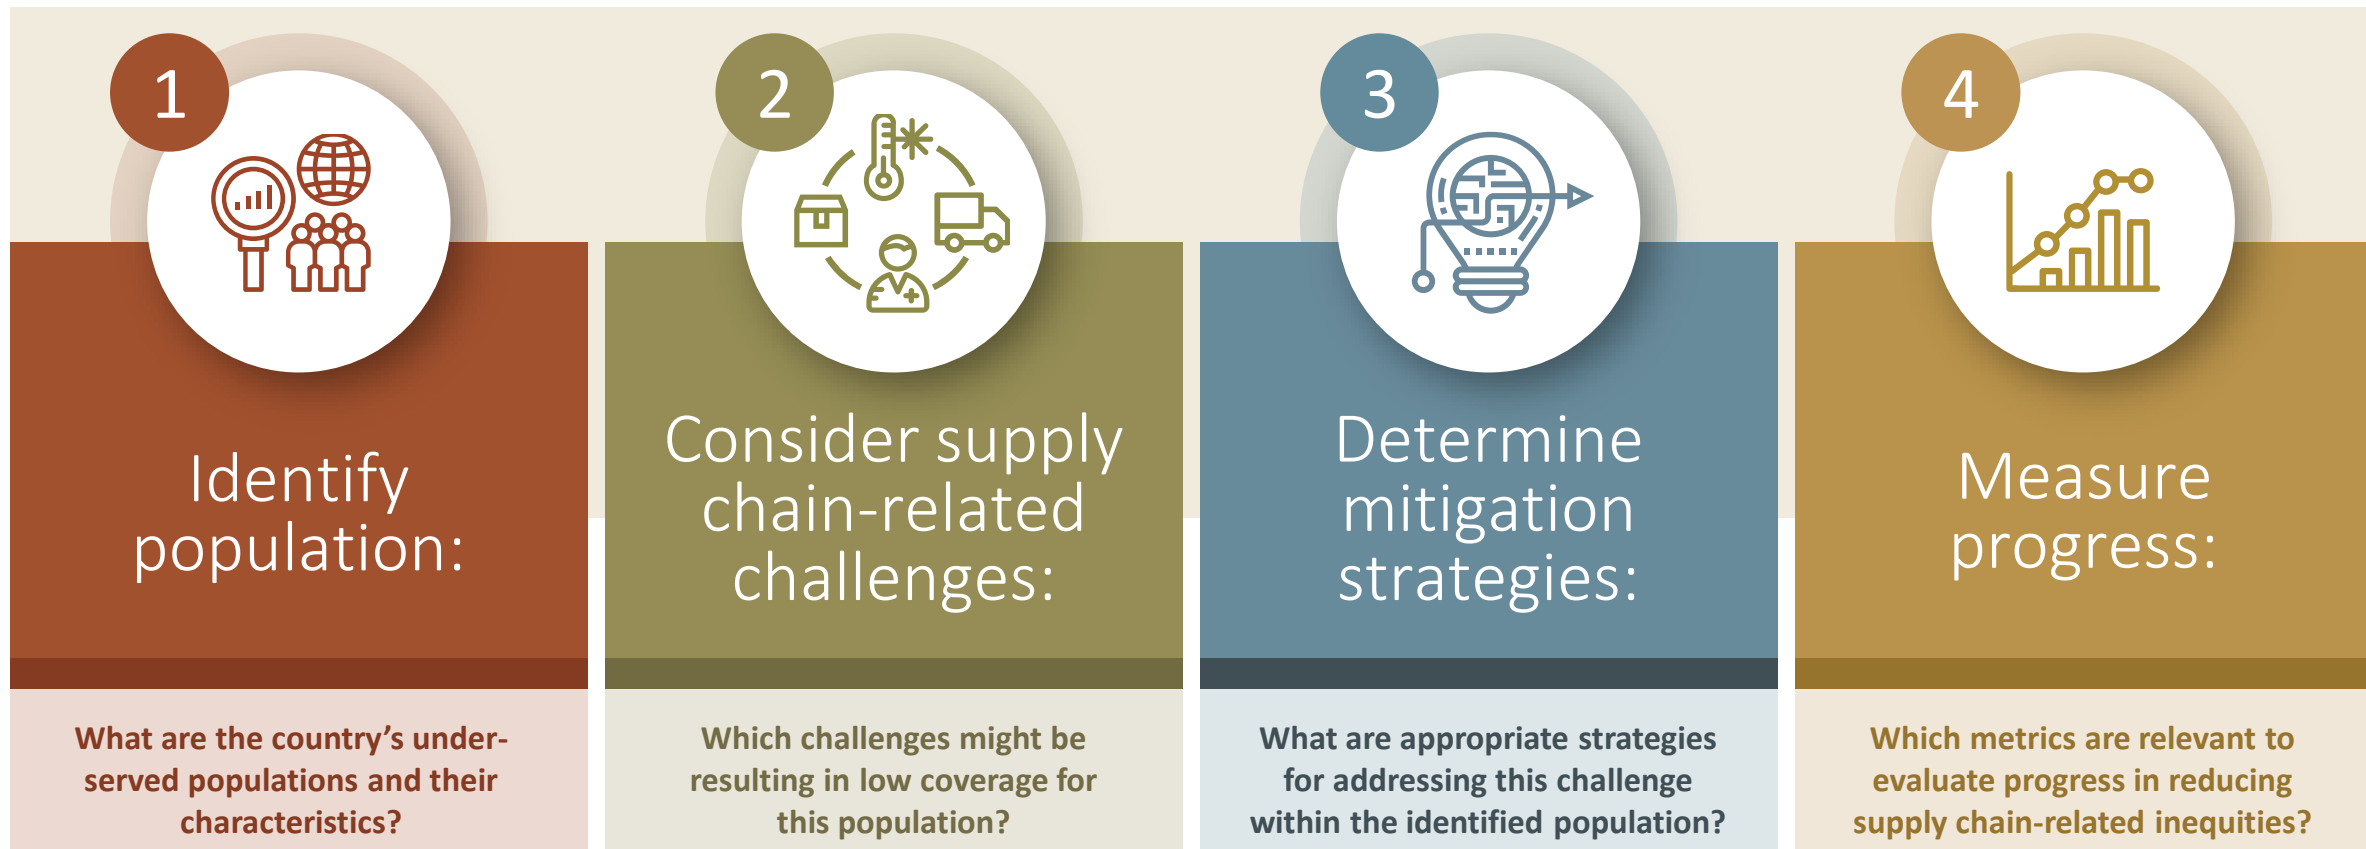 1
Identify
population:
What are the country’s under-
served populations and their
characteristics?
2
Consider supply
chain-related
challenges:
Which challenges might be
resulting in low coverage for
this population?
3
Determine
mitigation
strategies:
What are appropriate strategies
for addressing this challenge
within the identified population?
4
Measure
progress:
Which metrics are relevant to
evaluate progress in reducing
supply chain-related inequities?